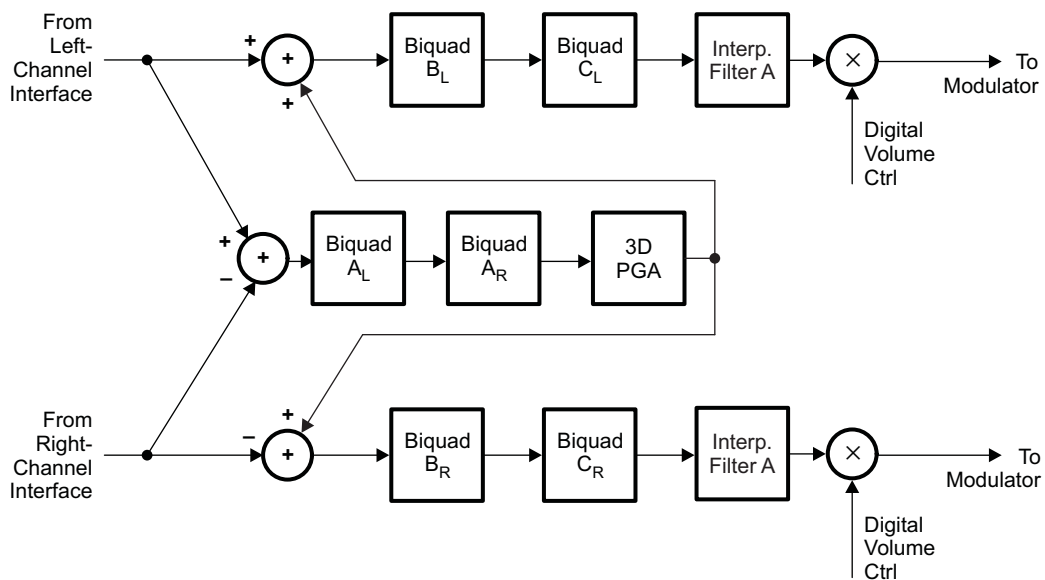 From
Left-
Channel
Interface
+
+
+
Biquad
B_L
Biquad
C_L
Interp.
Filter A
×
To
Modulator
Digital
Volume
Ctrl
+
+
−
Biquad
A_L
Biquad
A_R
3D
PGA
From
Right-
Channel
Interface
+
−
+
Biquad
B_R
Biquad
C_R
Interp.
Filter A
×
To
Modulator
Digital
Volume
Ctrl